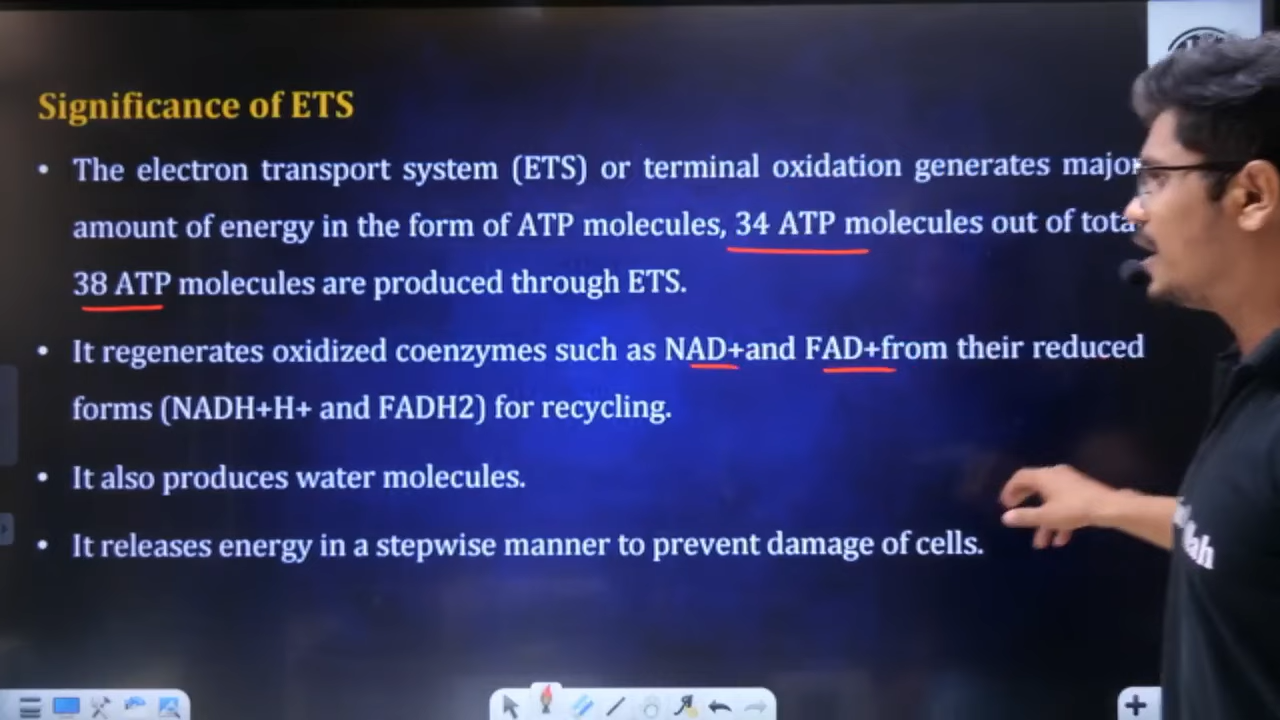 Significance of ETS
• The electron transport system (ETS) or terminal oxidation generates major
amount of energy in the form of ATP molecules, 34 ATP molecules out of tota
38 ATP molecules are produced through ETS.
• It regenerates oxidized coenzymes such as NAD+and FAD+from their reduced
forms (NADH+H+ and FADH2) for recycling.
• It also produces water molecules.
• It releases energy in a stepwise manner to prevent damage of cells.